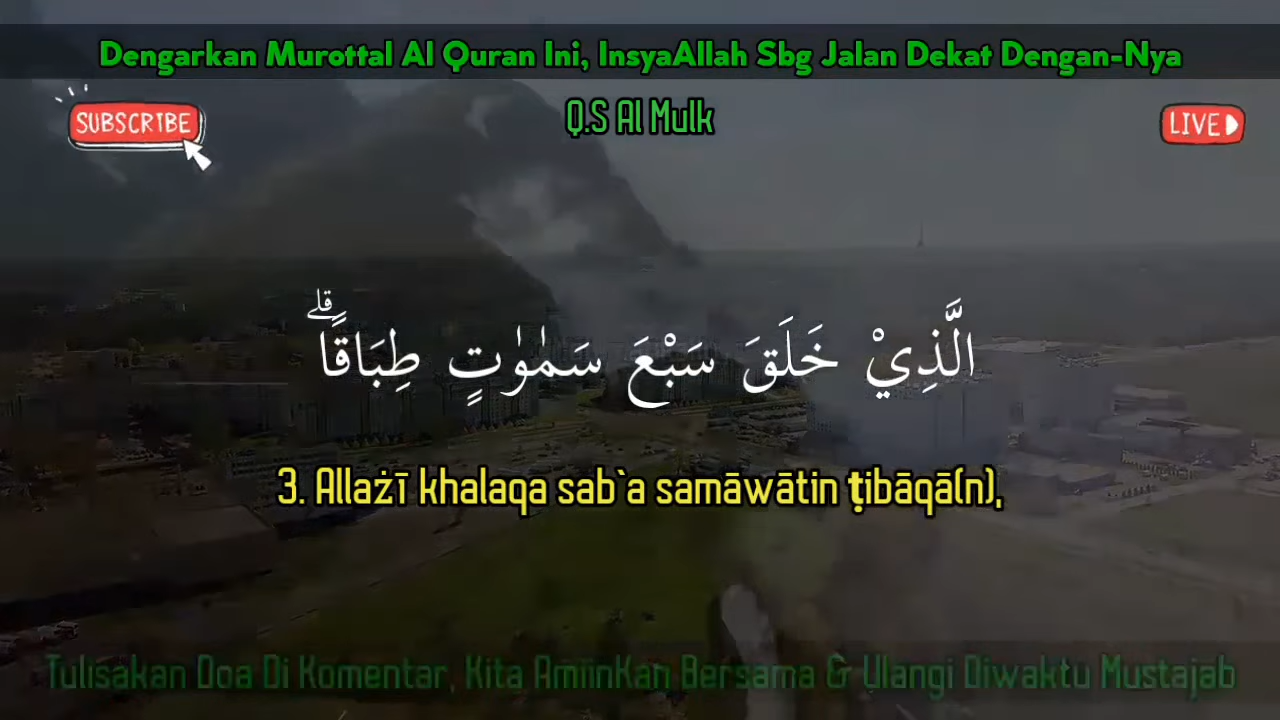 Dengarkan Murottal Al Quran Ini, InsyaAllah Sbg Jalan Dekat Dengan-Nya
SUBSCRIBE
Q.S Al Mulk
LIVE
الَّذِيْ خَلَقَ سَبْعَ سَمٰوٰتٍ طِبَاقًاۗ
3. Allażī khalaqa sab`a samāwātin ṭibāqā(n),
Tulisakan Doa Di Komentar, Kita AmiinKan Bersama & Ulangi Diwaktu Mustajab